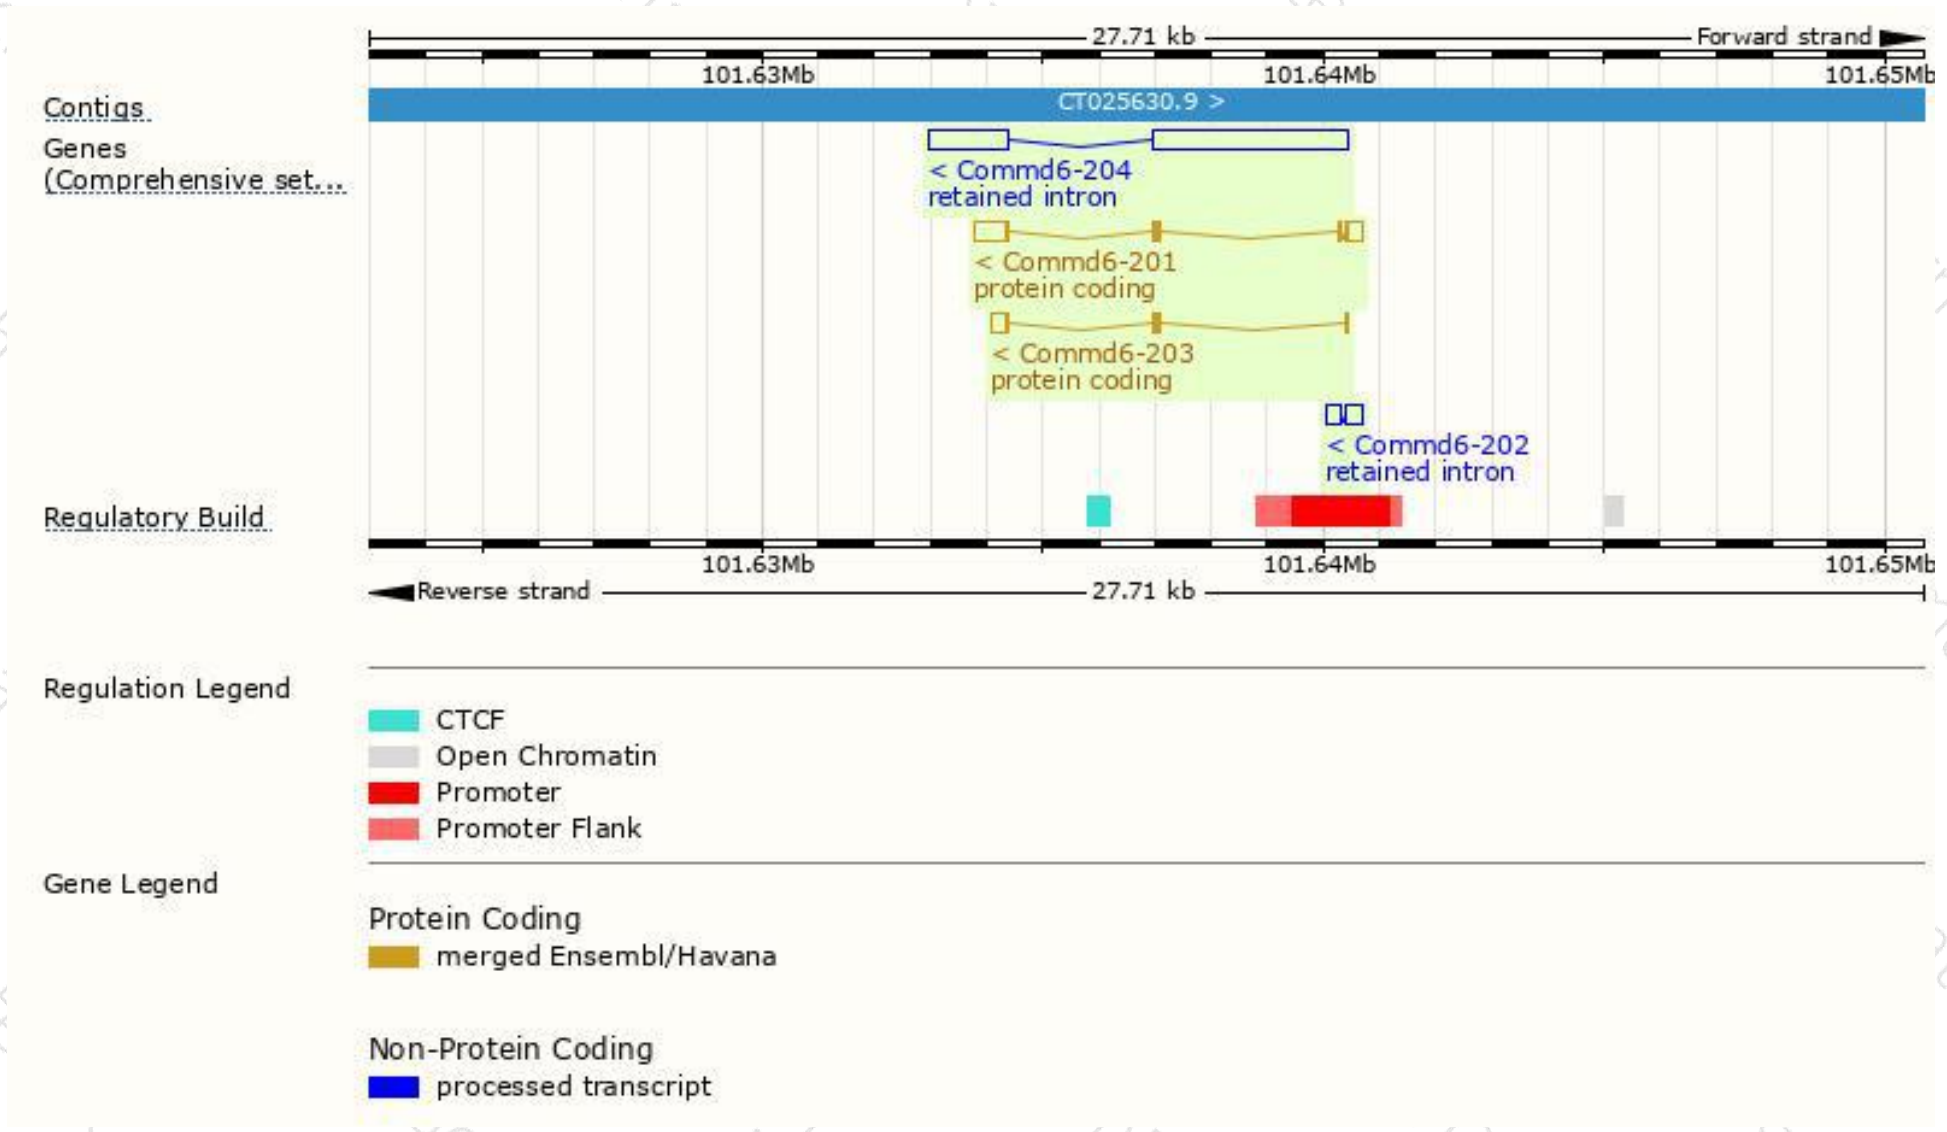 27.71 kb Forward strand
101.63Mb 101.64Mb 101.65Mb
Contigs CT025630.9 >
Genes
(Comprehensive set...
< Commd6-204
retained intron
< Commd6-201
protein coding
< Commd6-203
protein coding
< Commd6-202
retained intron
Regulatory Build
101.63Mb 101.64Mb 101.65Mb
Reverse strand 27.71 kb
Regulation Legend
CTCF
Open Chromatin
Promoter
Promoter Flank
Gene Legend
Protein Coding
merged Ensembl/Havana
Non-Protein Coding
processed transcript